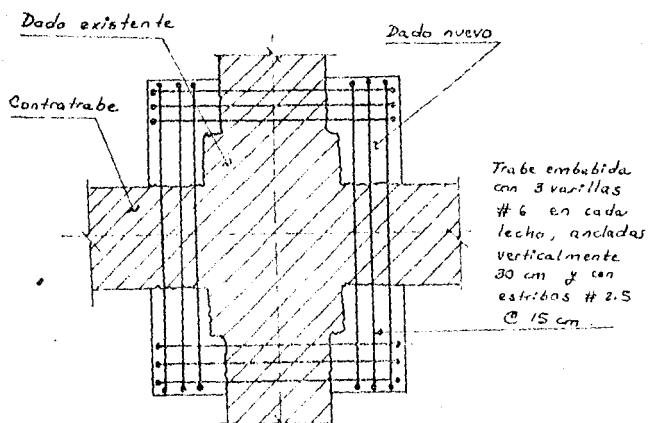 Dado existente
Dado nuevo
Contratrabe
Trabe embebida
con 3 varillas
#6 en cada
lecho, ancladas
verticalmente
30 cm y con
estribos #2.5
@ 15 cm